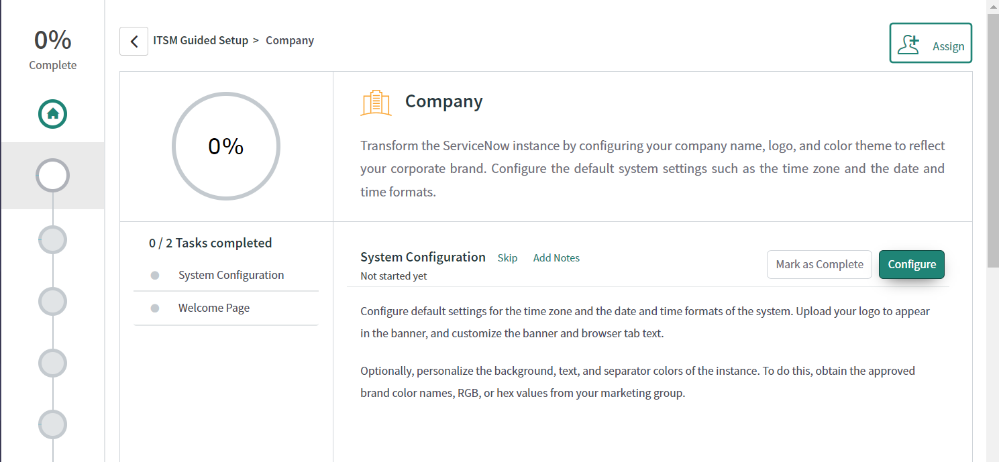 0%
Complete
ITSM Guided Setup > Company
Assign
0%
Company
Transform the ServiceNow instance by configuring your company name, logo, and color theme to reflect
your corporate brand. Configure the default system settings such as the time zone and the date and
time formats.
0 / 2 Tasks completed
System Configuration
Welcome Page
System Configuration Skip Add Notes
Not started yet
Mark as Complete Configure
Configure default settings for the time zone and the date and time formats of the system. Upload your logo to appear
in the banner, and customize the banner and browser tab text.
Optionally, personalize the background, text, and separator colors of the instance. To do this, obtain the approved
brand color names, RGB, or hex values from your marketing group.